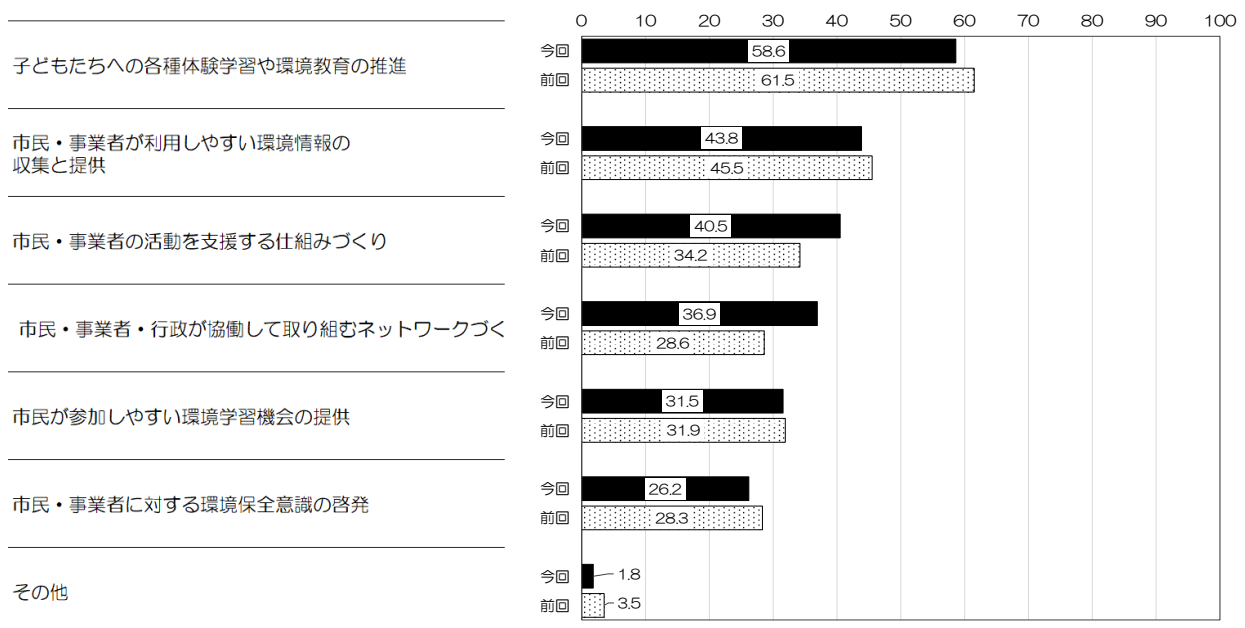 0 10 20 30 40 50 60 70 80 90 100
子どもたちへの各種体験学習や環境教育の推進
今回 58.6
前回 61.5
市民・事業者が利用しやすい環境情報の
収集と提供
今回 43.8
前回 45.5
市民・事業者の活動を支援する仕組みづくり
今回 40.5
前回 34.2
市民・事業者・行政が協働して取り組むネットワークづく
今回 36.9
前回 28.6
市民が参加しやすい環境学習機会の提供
今回 31.5
前回 31.9
市民・事業者に対する環境保全意識の啓発
今回 26.2
前回 28.3
その他
今回 1.8
前回 3.5